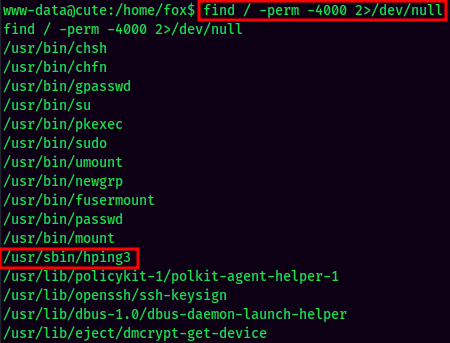 www-data@cute:/home/fox$ find / -perm -4000 2>/dev/null
find / -perm -4000 2>/dev/null
/usr/bin/chsh
/usr/bin/chfn
/usr/bin/gpasswd
/usr/bin/su
/usr/bin/pkexec
/usr/bin/sudo
/usr/bin/umount
/usr/bin/newgrp
/usr/bin/fusermount
/usr/bin/passwd
/usr/bin/mount
/usr/sbin/hping3
/usr/lib/policykit-1/polkit-agent-helper-1
/usr/lib/openssh/ssh-keysign
/usr/lib/dbus-1.0/dbus-daemon-launch-helper
/usr/lib/eject/dmcrypt-get-device